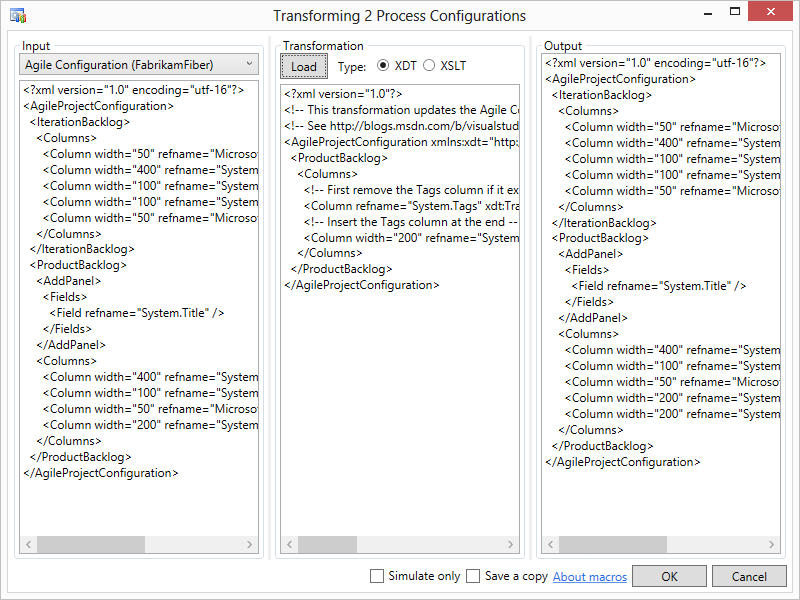 Transforming 2 Process Configurations
Input
Agile Configuration (FabrikamFiber)
<?xml version="1.0" encoding="utf-16"?>
<AgileProjectConfiguration>
<IterationBacklog>
<Columns>
<Column width="50" refname="Microso
<Column width="400" refname="System
<Column width="100" refname="System
<Column width="100" refname="System
<Column width="50" refname="Microso
</Columns>
</IterationBacklog>
<ProductBacklog>
<AddPanel>
<Fields>
<Field refname="System.Title" />
</Fields>
</AddPanel>
<Columns>
<Column width="400" refname="System
<Column width="100" refname="System
<Column width="50" refname="Microso
<Column width="200" refname="System
</Columns>
</ProductBacklog>
</AgileProjectConfiguration>
Transformation
Load Type: XDT XSLT
<?xml version="1.0"?>
<!-- This transformation updates the Agile Co
<!-- See http://blogs.msdn.com/b/visualstud
<AgileProjectConfiguration xmlns:xdt="http:
<ProductBacklog>
<Columns>
<!-- First remove the Tags column if it ex
<Column refname="System.Tags" xdt:Tra
<!-- Insert the Tags column at the end --
<Column width="200" refname="System
</Columns>
</ProductBacklog>
</AgileProjectConfiguration>
Output
<?xml version="1.0" encoding="utf-16"?>
<AgileProjectConfiguration>
<IterationBacklog>
<Columns>
<Column width="50" refname="Microso
<Column width="400" refname="System
<Column width="100" refname="System
<Column width="100" refname="System
<Column width="50" refname="Microso
</Columns>
</IterationBacklog>
<ProductBacklog>
<AddPanel>
<Fields>
<Field refname="System.Title" />
</Fields>
</AddPanel>
<Columns>
<Column width="400" refname="System
<Column width="100" refname="System
<Column width="50" refname="Microso
<Column width="200" refname="System
<Column width="200" refname="System
</Columns>
</ProductBacklog>
</AgileProjectConfiguration>
Simulate only Save a copy About macros OK Cancel